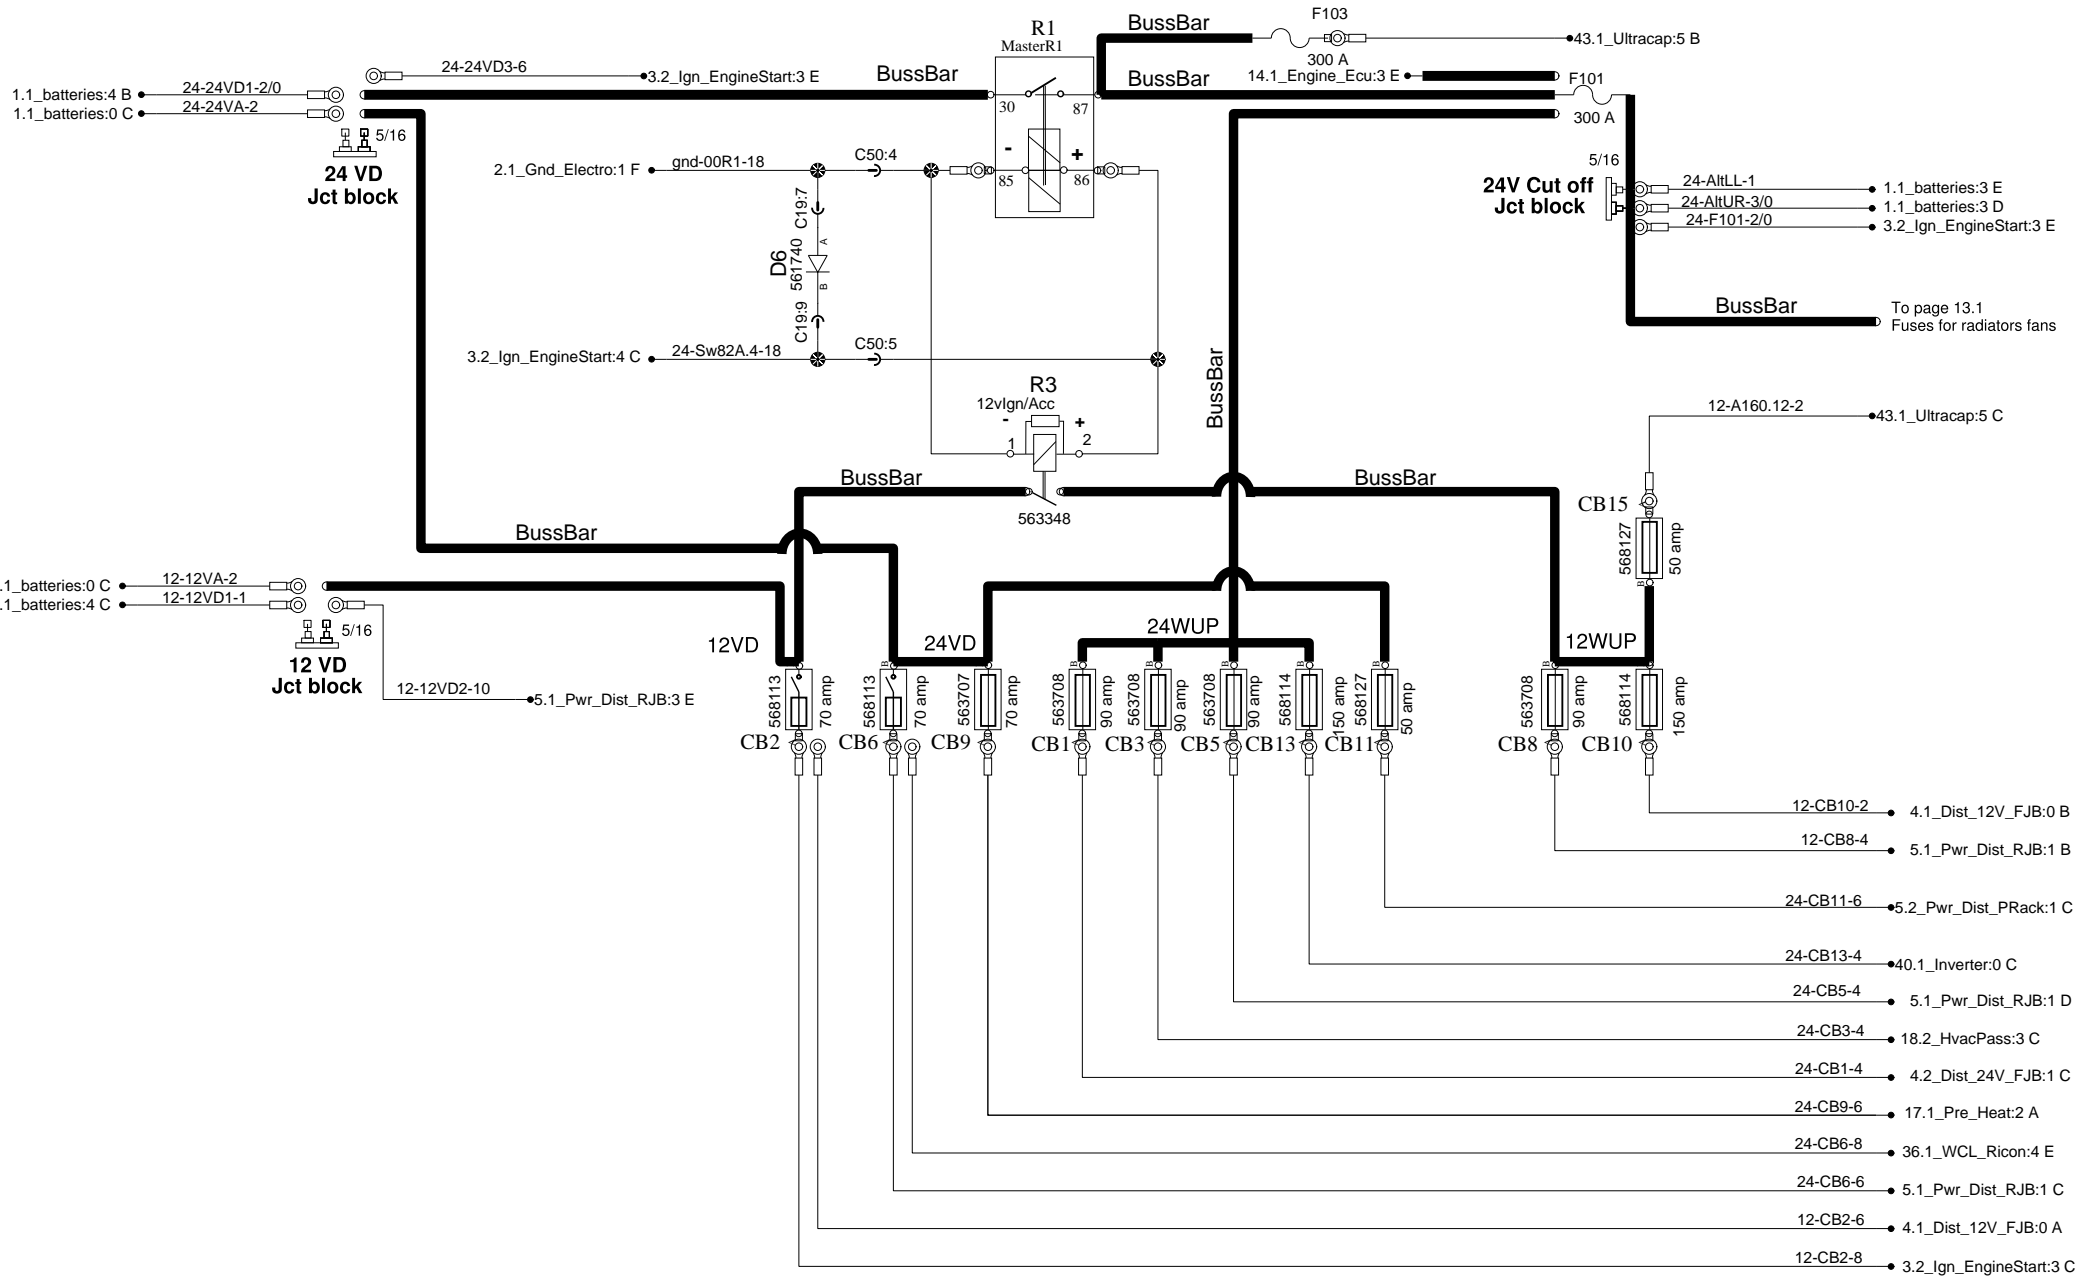 F103
BussBar
R1
MasterR1
43.1_Ultracap:5 B
300 A
24-24VD3-6
3.2_Ign_EngineStart:3 E
BussBar
BussBar
14.1_Engine_Ecu:3 E
F101
1.1_batteries:4 B
24-24VD1-2/0
30
87
1.1_batteries:0 C
24-24VA-2
300 A
5/16
24 VD
Jct block
2.1_Gnd_Electro:1 F
gnd-00R1-18
C50:4
-
+
85
86
5/16
24V Cut off
Jct block
24-AltLL-1
1.1_batteries:3 E
24-AltUR-3/0
1.1_batteries:3 D
24-F101-2/0
3.2_Ign_EngineStart:3 E
C19:7
D6
561740
A
B
C19:9
BussBar
To page 13.1
Fuses for radiators fans
3.2_Ign_EngineStart:4 C
24-Sw82A.4-18
C50:5
BussBar
R3
12vIgn/Acc
-
+
1
2
12-A160.12-2
43.1_Ultracap:5 C
BussBar
BussBar
563348
CB15
568127
50 amp
B
BussBar
.1_batteries:0 C
12-12VA-2
.1_batteries:4 C
12-12VD1-1
5/16
12 VD
Jct block
12-12VD2-10
5.1_Pwr_Dist_RJB:3 E
12VD
24VD
24WUP
12WUP
568113
70 amp
CB2
B
568113
70 amp
CB6
563707
70 amp
CB9
B
563708
90 amp
CB1
563708
90 amp
CB3
B
563708
90 amp
CB5
B
568114
150 amp
CB13
B
568127
50 amp
CB11
B
563708
90 amp
CB8
568114
150 amp
CB10
12-CB10-2
4.1_Dist_12V_FJB:0 B
12-CB8-4
5.1_Pwr_Dist_RJB:1 B
24-CB11-6
5.2_Pwr_Dist_PRack:1 C
24-CB13-4
40.1_Inverter:0 C
24-CB5-4
5.1_Pwr_Dist_RJB:1 D
24-CB3-4
18.2_HvacPass:3 C
24-CB1-4
4.2_Dist_24V_FJB:1 C
24-CB9-6
17.1_Pre_Heat:2 A
24-CB6-8
36.1_WCL_Ricon:4 E
24-CB6-6
5.1_Pwr_Dist_RJB:1 C
12-CB2-6
4.1_Dist_12V_FJB:0 A
12-CB2-8
3.2_Ign_EngineStart:3 C